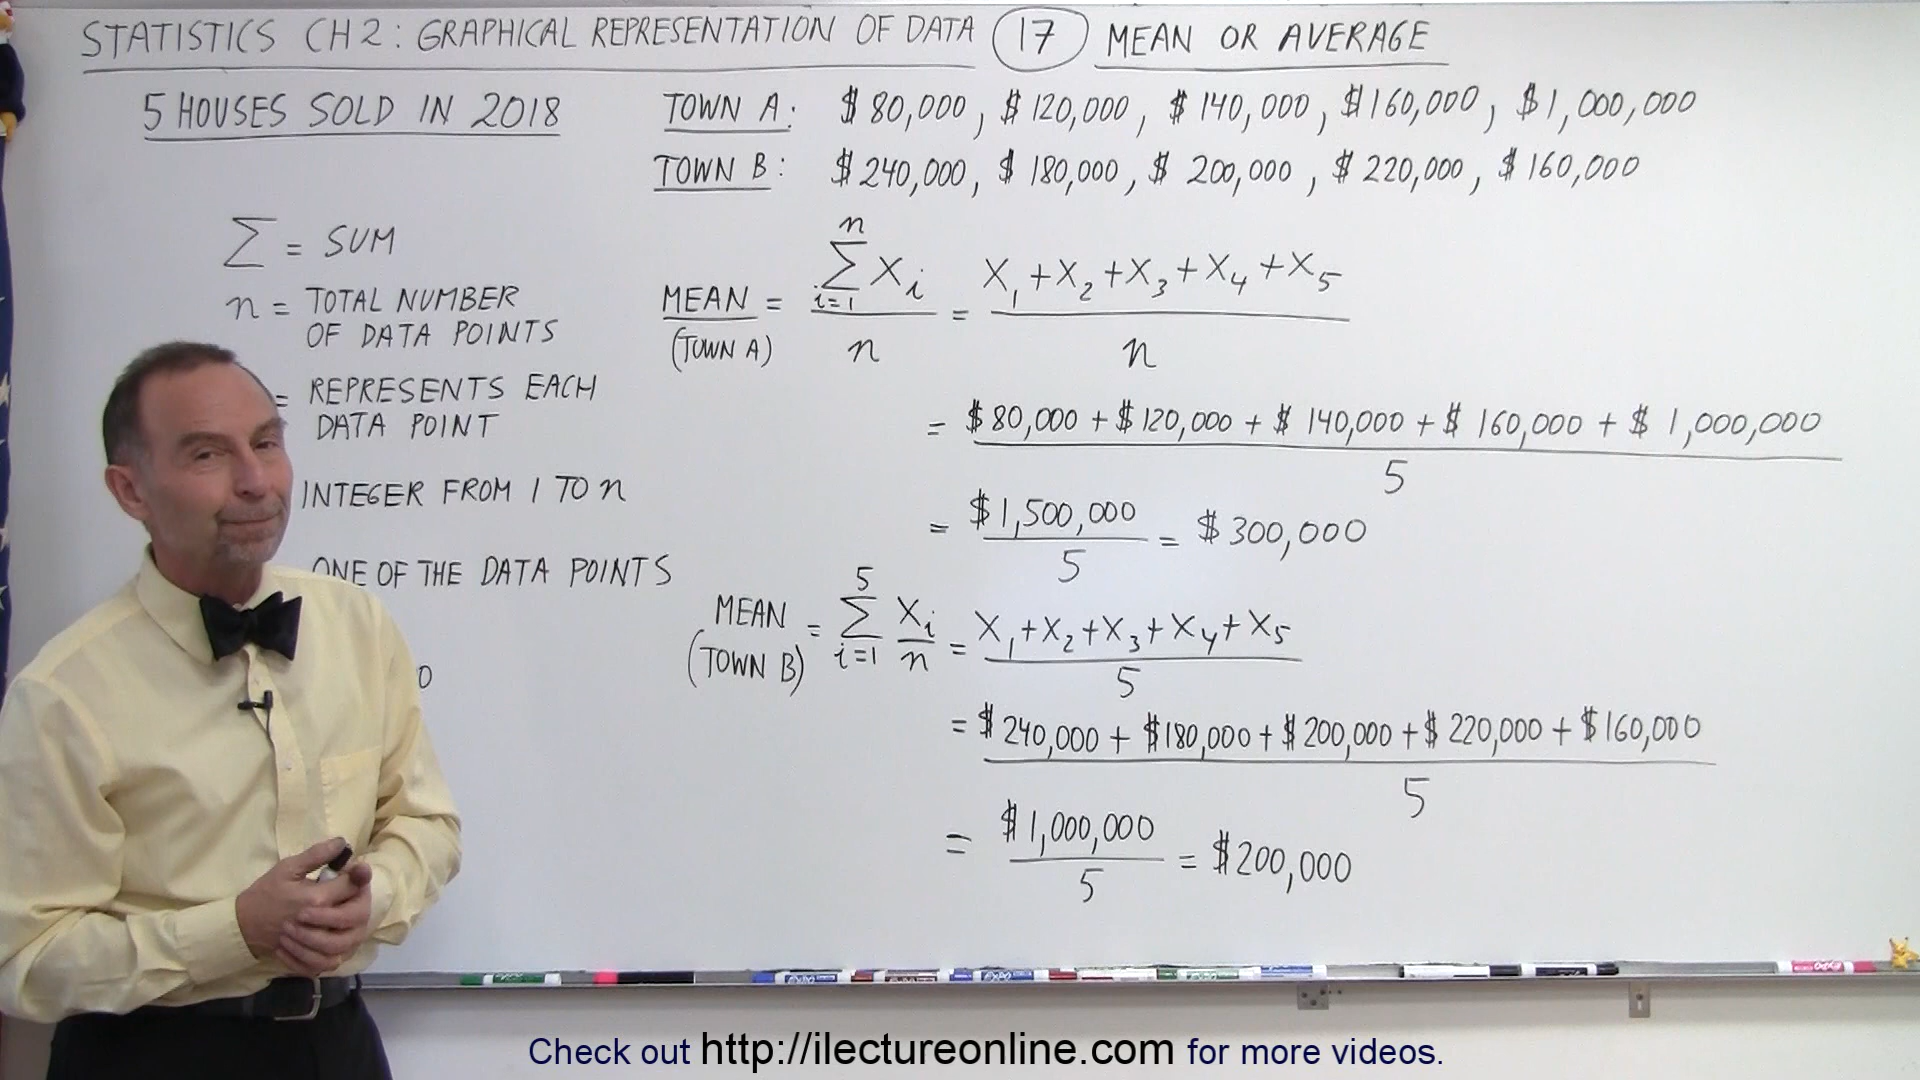 STATISTICS CH 2: GRAPHICAL REPRESENTATION OF DATA 17 MEAN OR AVERAGE
5 HOUSES SOLD IN 2018
TOWN A: $80,000, $120,000, $140,000, $160,000, $1,000,000
TOWN B: $240,000, $180,000, $200,000, $220,000, $160,000
∑ = SUM
n = TOTAL NUMBER
OF DATA POINTS
= REPRESENTS EACH
DATA POINT
INTEGER FROM 1 TO n
ONE OF THE DATA POINTS
n
MEAN = ∑ Xi = X1 + X2 + X3 + X4 + X5
i=1
(TOWN A) n n
= $80,000 + $120,000 + $140,000 + $160,000 + $1,000,000
5
= $1,500,000 = $300,000
5
5
MEAN = ∑ Xi = X1 + X2 + X3 + X4 + X5
(TOWN B) i=1 n 5
= $240,000 + $180,000 + $200,000 + $220,000 + $160,000
5
= $1,000,000 = $200,000
5
Check out http://ilectureonline.com for more videos.